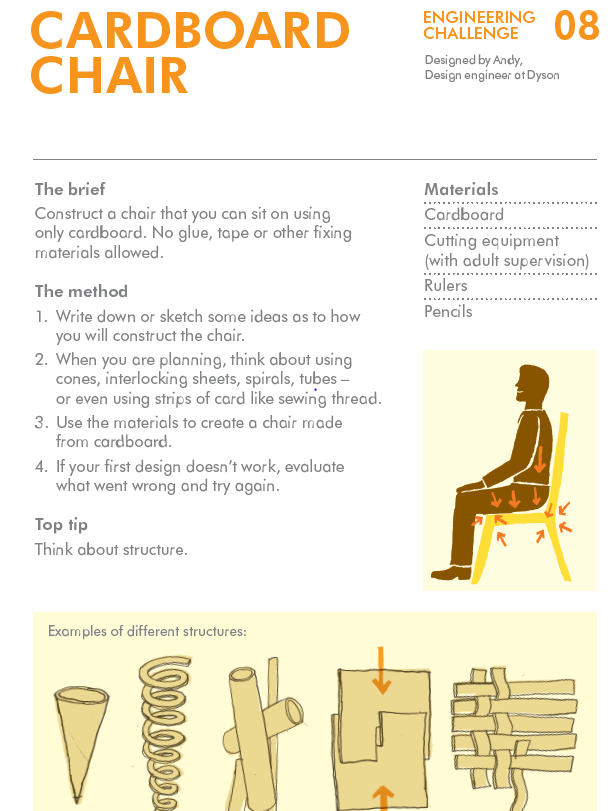 CARDBOARD
CHAIR
ENGINEERING
CHALLENGE
08
Designed by Andy,
Design engineer at Dyson
The brief
Construct a chair that you can sit on using
only cardboard. No glue, tape or other fixing
materials allowed.
The method
1. Write down or sketch some ideas as to how
you will construct the chair.
2. When you are planning, think about using
cones, interlocking sheets, spirals, tubes –
or even using strips of card like sewing thread.
3. Use the materials to create a chair made
from cardboard.
4. If your first design doesn't work, evaluate
what went wrong and try again.
Top tip
Think about structure.
Materials
Cardboard
Cutting equipment
(with adult supervision)
Rulers
Pencils
Examples of different structures: